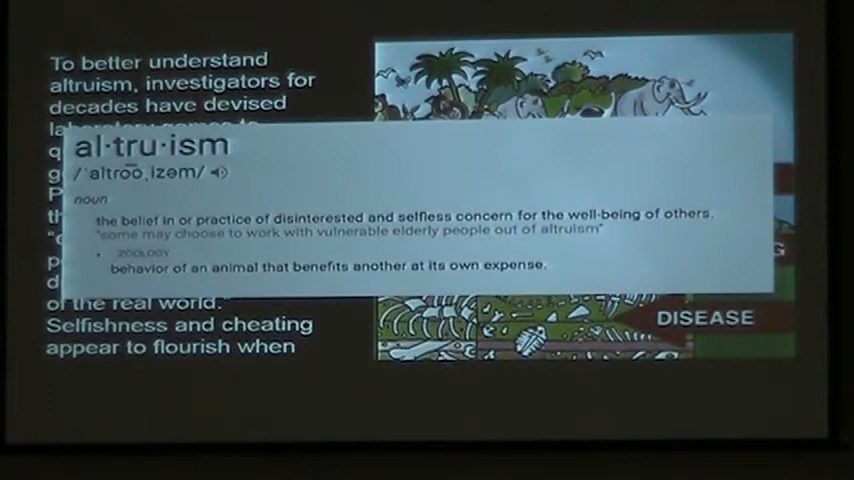 To better understand
altruism, investigators for
decades have devised
al·tru·ism
/ˈaltro͞oˌizəm/
noun
the belief in or practice of disinterested and selfless concern for the well-being of others.
"some may choose to work with vulnerable elderly people out of altruism"
• ZOOLOGY
behavior of an animal that benefits another at its own expense.
of the real world."
Selfishness and cheating
appear to flourish when
DISEASE